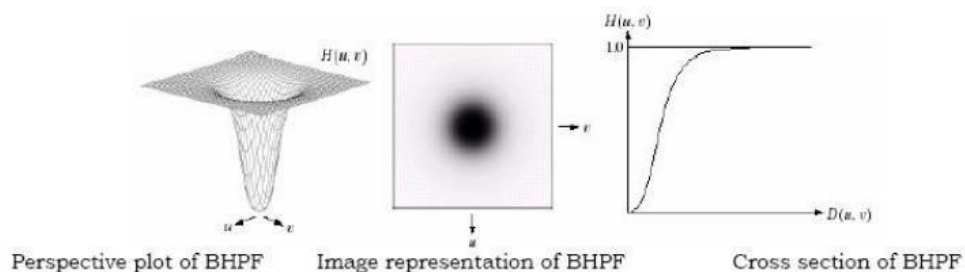 H(u, v)
u
v
v
u
H(u, v)
1.0
D(u, v)
Perspective plot of BHPF
Image representation of BHPF
Cross section of BHPF